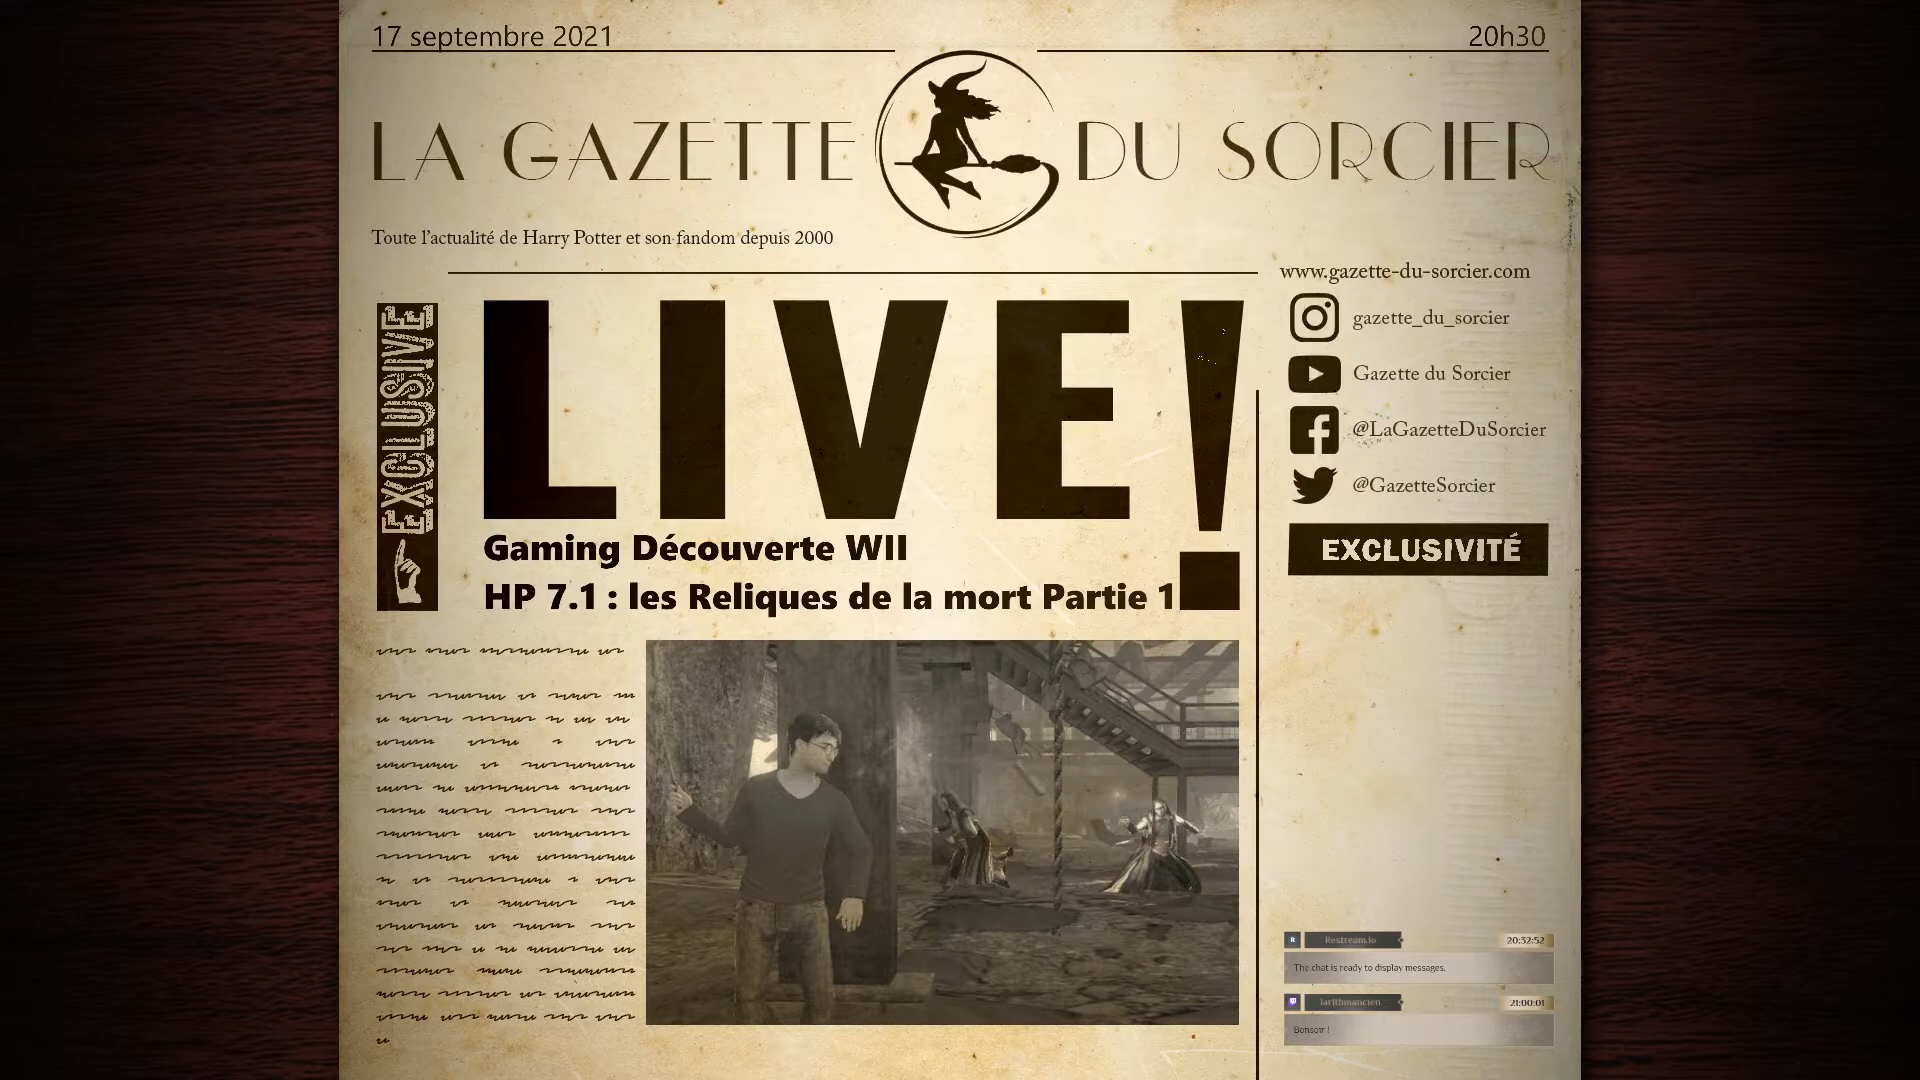 17 septembre 2021
20h30
LA GAZETTE DU SORCIER
Toute l'actualité de Harry Potter et son fandom depuis 2000
www.gazette-du-sorcier.com
EXCLUSIVE
LIVE!
Gaming Découverte WII
HP 7.1 : les Reliques de la mort Partie 1
gazette_du_sorcier
Gazette du Sorcier
@LaGazetteDuSorcier
@GazetteSorcier
EXCLUSIVITÉ
Restream.io
20:32:52
The chat is ready to display messages.
larithmancien
21:00:01
Bonsoir !